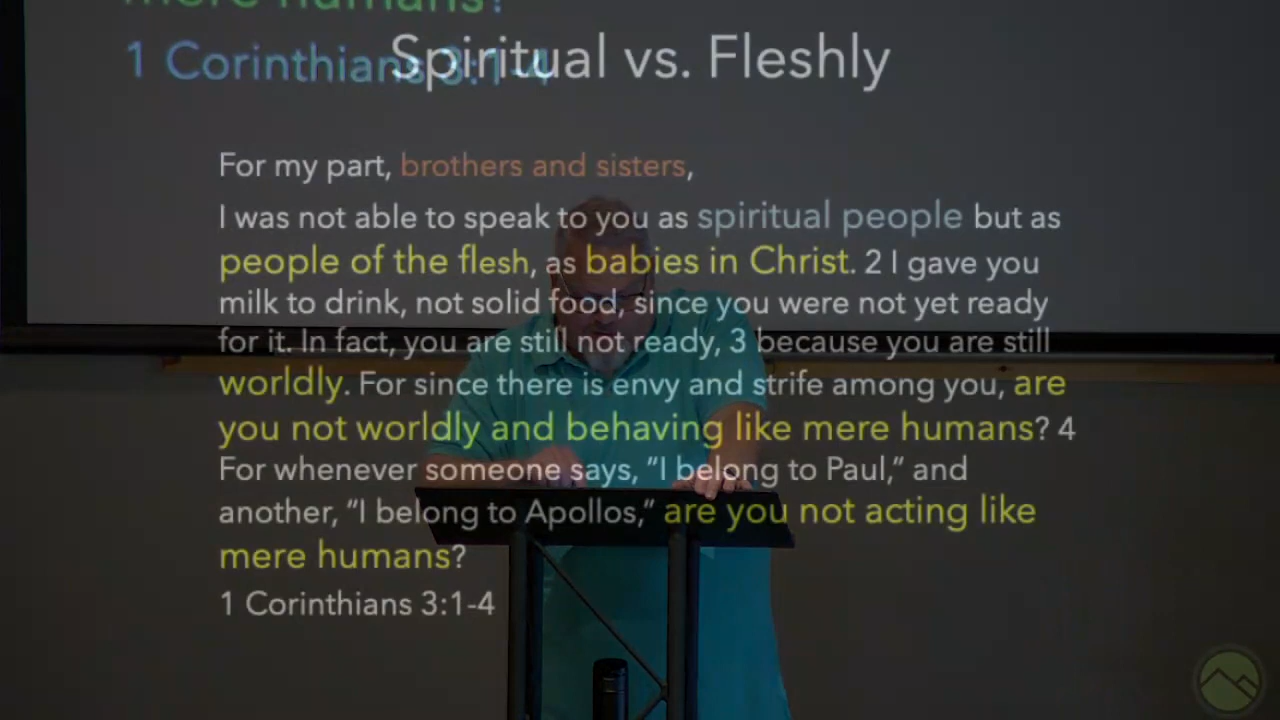 mere humans?
1 Corinthians 3:1-4
Spiritual vs. Fleshly
For my part, brothers and sisters,
I was not able to speak to you as spiritual people but as
people of the flesh, as babies in Christ. 2 I gave you
milk to drink, not solid food, since you were not yet ready
for it. In fact, you are still not ready, 3 because you are still
worldly. For since there is envy and strife among you, are
you not worldly and behaving like mere humans? 4
For whenever someone says, “I belong to Paul,” and
another, “I belong to Apollos,” are you not acting like
mere humans?
1 Corinthians 3:1-4